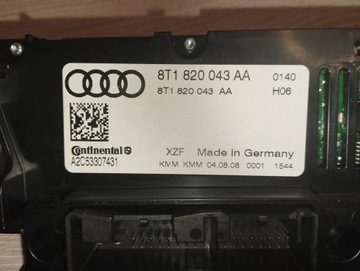 8T1 820 043 AA 0140
8T1 820 043 AA H06
Continental
A2C53307431
XZF Made in Germany
KMM KMM 04.08.08 0001 1544